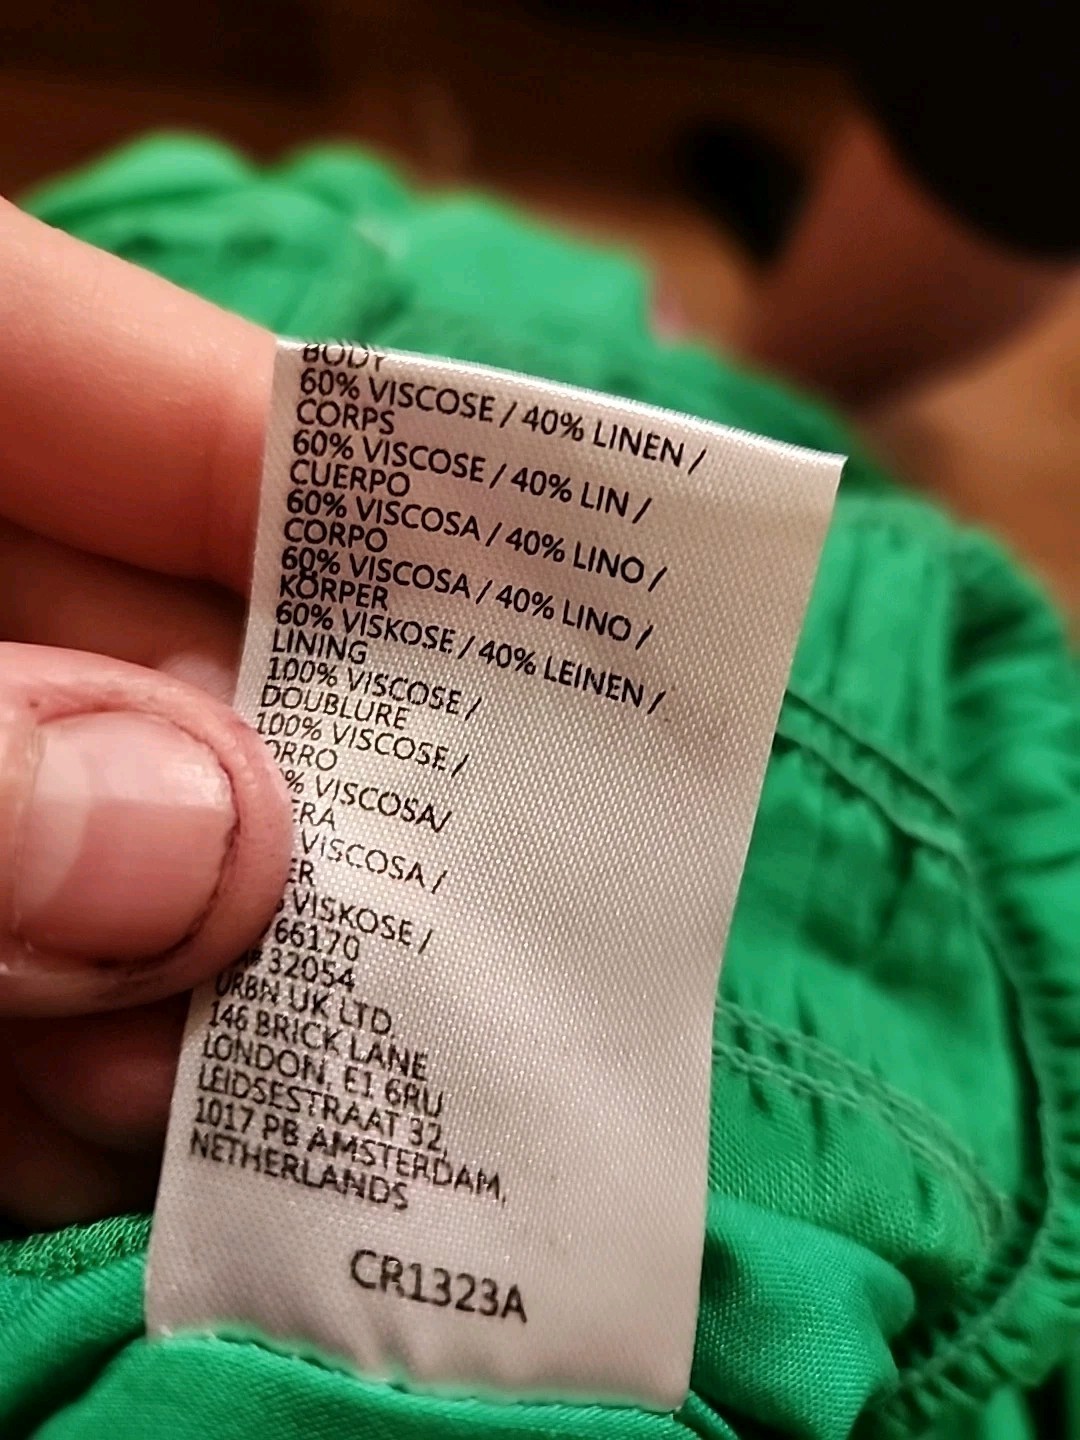 BODY
60% VISCOSE / 40% LINEN /
CORPS
60% VISCOSE / 40% LIN /
CUERPO
60% VISCOSA / 40% LINO /
CORPO
60% VISCOSA / 40% LINO /
KÖRPER
60% VISKOSE / 40% LEINEN /
LINING
100% VISCOSE /
DOUBLURE
100% VISCOSE /
ORRO
% VISCOSA/
ERA
VISCOSA /
ER
VISKOSE /
66170
32054
URBN UK LTD.
146 BRICK LANE
LONDON, E1 6RU
LEIDSESTRAAT 32,
1017 PB AMSTERDAM,
NETHERLANDS
CR1323A